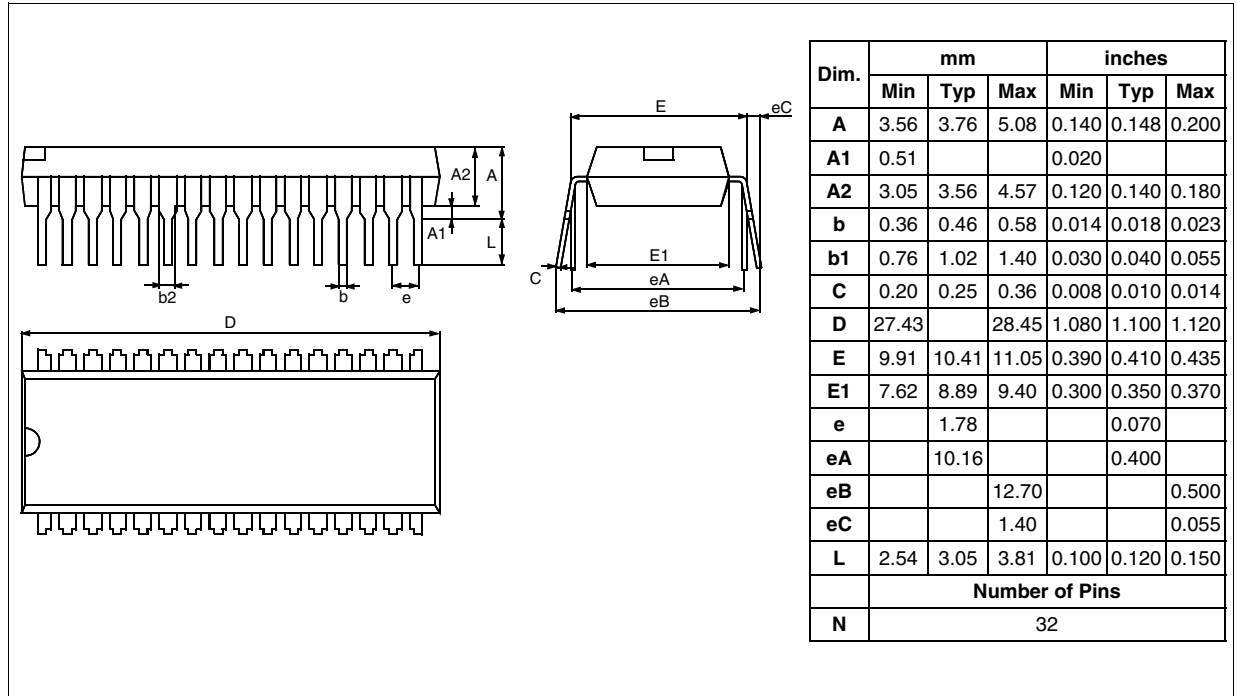 A2
A
A1
L
b2
b
e
D
E
eC
C
E1
eA
eB
Dim. mm inches
Min Typ Max Min Typ Max
A 3.56 3.76 5.08 0.140 0.148 0.200
A1 0.51 0.020
A2 3.05 3.56 4.57 0.120 0.140 0.180
b 0.36 0.46 0.58 0.014 0.018 0.023
b1 0.76 1.02 1.40 0.030 0.040 0.055
C 0.20 0.25 0.36 0.008 0.010 0.014
D 27.43 28.45 1.080 1.100 1.120
E 9.91 10.41 11.05 0.390 0.410 0.435
E1 7.62 8.89 9.40 0.300 0.350 0.370
e 1.78 0.070
eA 10.16 0.400
eB 12.70 0.500
eC 1.40 0.055
L 2.54 3.05 3.81 0.100 0.120 0.150
Number of Pins
N 32